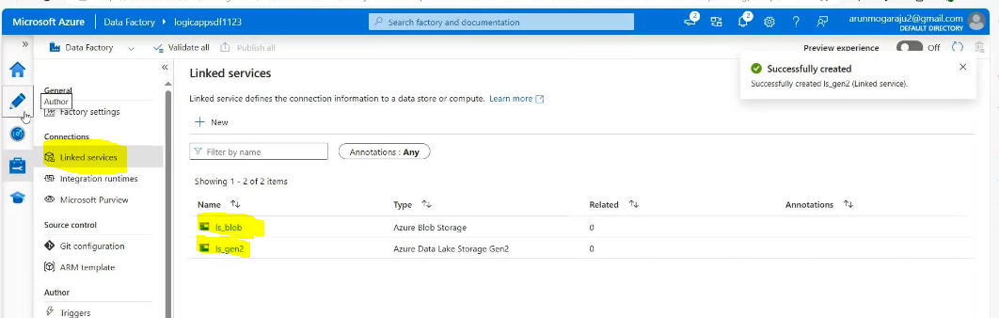 Microsoft Azure
Data Factory
logicappsdf1123
Search factory and documentation
2
2
arunmogaraju2@gmail.com
DEFAULT DIRECTORY
Data Factory
Validate all
Publish all
Preview experience
Off
Successfully created
Successfully created ls_gen2 (Linked service).
General
Author
Factory settings
Connections
Linked services
Integration runtimes
Microsoft Purview
Source control
Git configuration
ARM template
Author
Triggers
Linked services
Linked service defines the connection information to a data store or compute. Learn more
New
Filter by name
Annotations : Any
Showing 1 - 2 of 2 items
Name Type Related Annotations
ls_blob Azure Blob Storage 0
ls_gen2 Azure Data Lake Storage Gen2 0